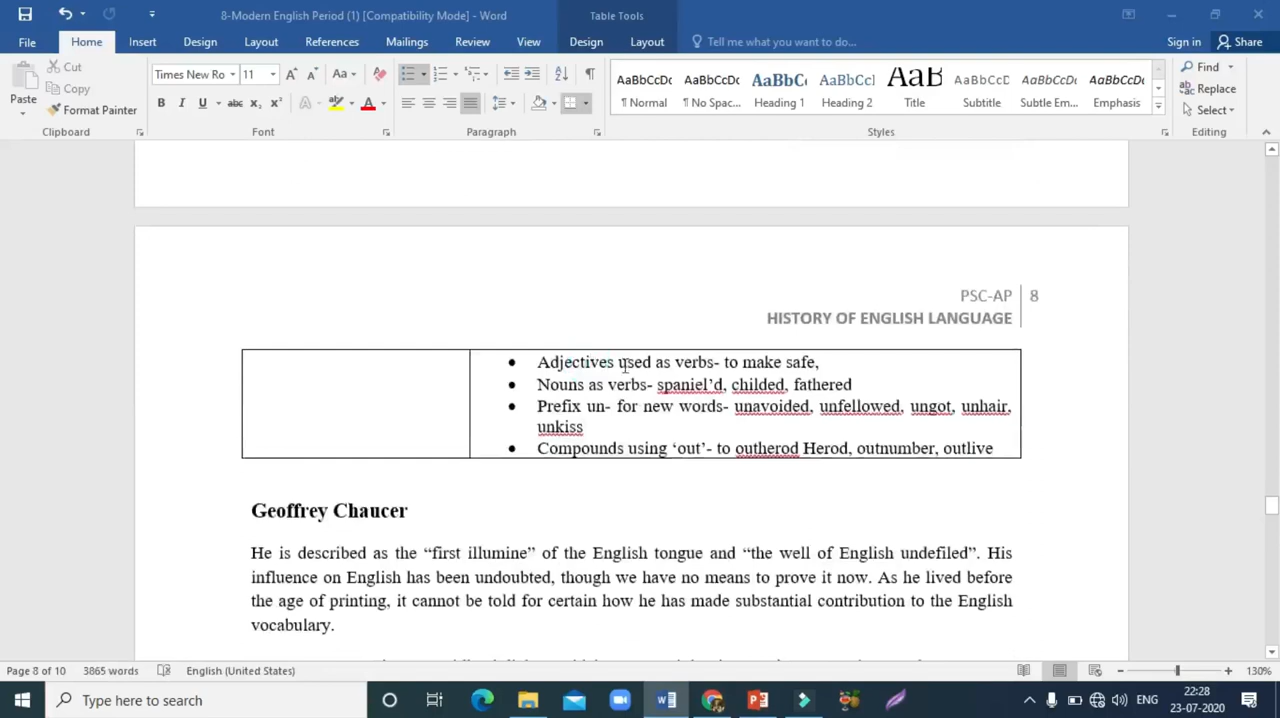 8-Modern English Period (1) [Compatibility Mode] - Word
Table Tools
File Home Insert Design Layout References Mailings Review View Design Layout Tell me what you want to do... Sign in Share
Cut
Copy
Paste
Format Painter
Clipboard
Times New Ro 11
Font
Paragraph
AaBbCcDc AaBbCcDc AaBbC AaBbCcl AaB AaBbCcD AaBbCcDc AaBbCcDc
¶ Normal ¶ No Spac... Heading 1 Heading 2 Title Subtitle Subtle Em... Emphasis
Styles
Find
Replace
Select
Editing
PSC-AP 8
HISTORY OF ENGLISH LANGUAGE
• Adjectives used as verbs- to make safe,
• Nouns as verbs- spaniel’d, childed, fathered
• Prefix un- for new words- unavoided, unfellowed, ungot, unhair,
unkiss
• Compounds using ‘out’- to outherod Herod, outnumber, outlive
Geoffrey Chaucer
He is described as the “first illumine” of the English tongue and “the well of English undefiled”. His
influence on English has been undoubted, though we have no means to prove it now. As he lived before
the age of printing, it cannot be told for certain how he has made substantial contribution to the English
vocabulary.
Page 8 of 10 3865 words English (United States) 130%
Type here to search
ENG
22:28
23-07-2020